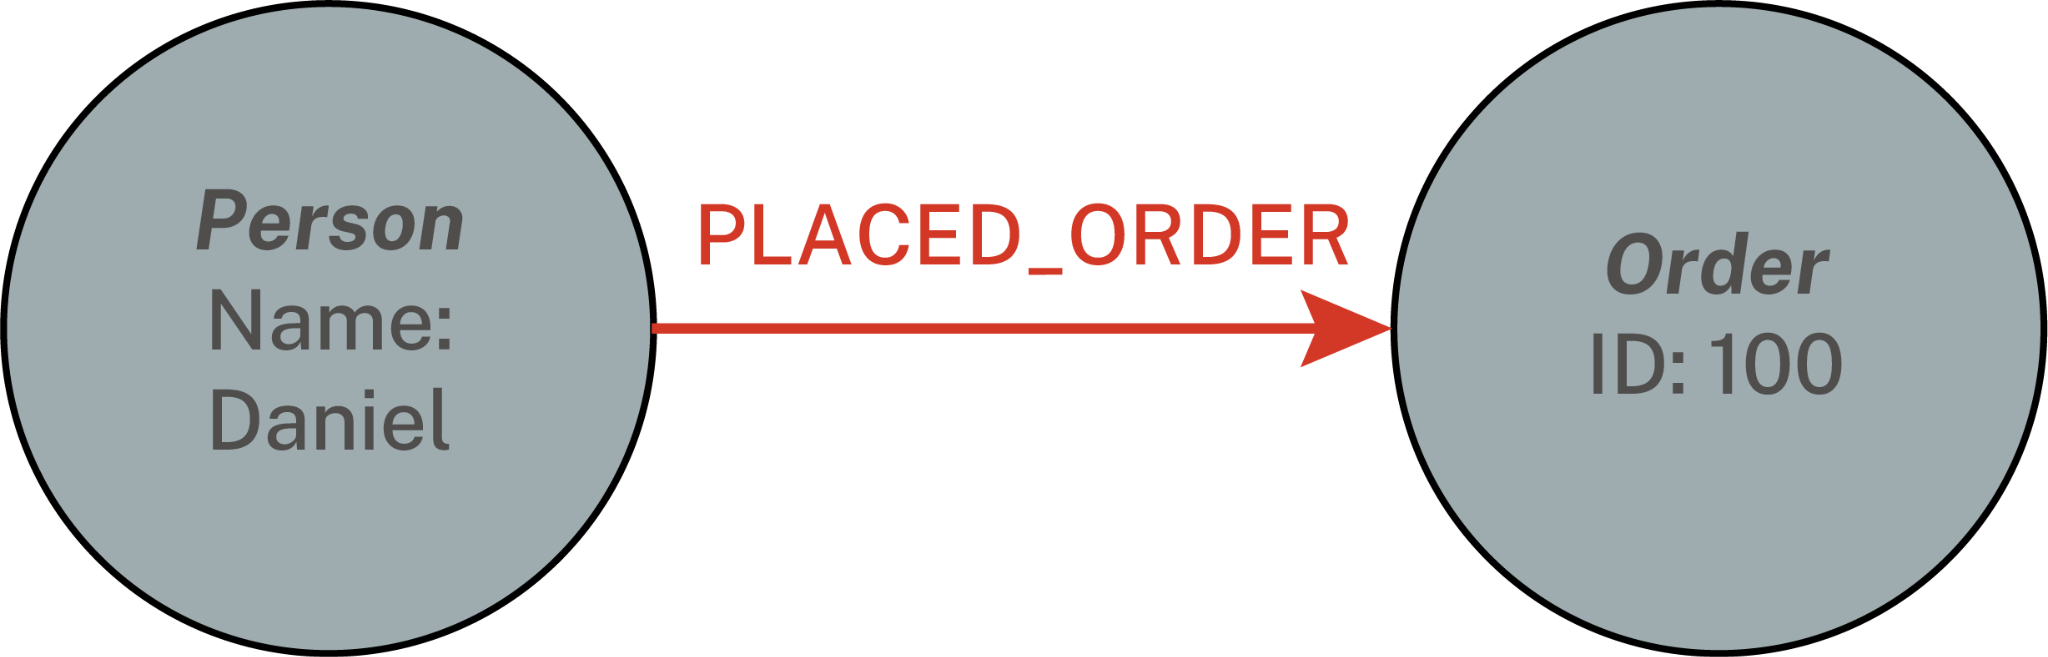 Person
Name:
Daniel
PLACED_ORDER
Order
ID: 100